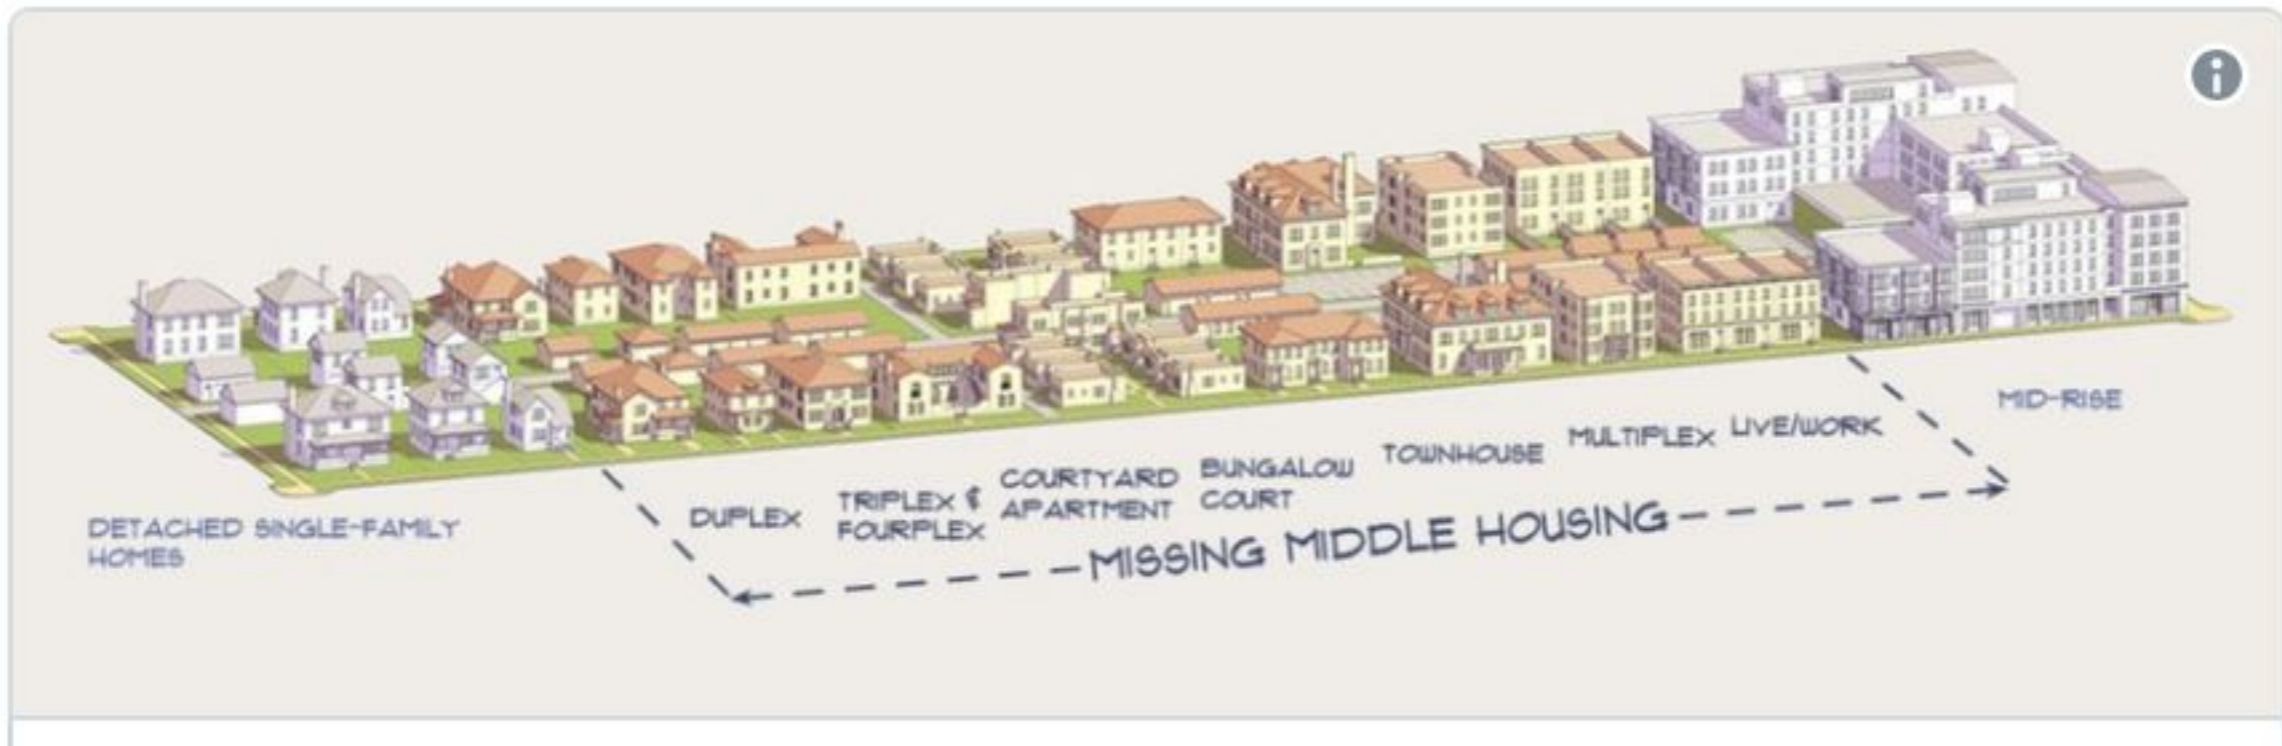 DETACHED SINGLE-FAMILY
HOMES
DUPLEX
TRIPLEX &
FOURPLEX
COURTYARD
APARTMENT
BUNGALOW
COURT
TOWNHOUSE
MULTIPLEX
LIVE/WORK
MID-RISE
MISSING MIDDLE HOUSING